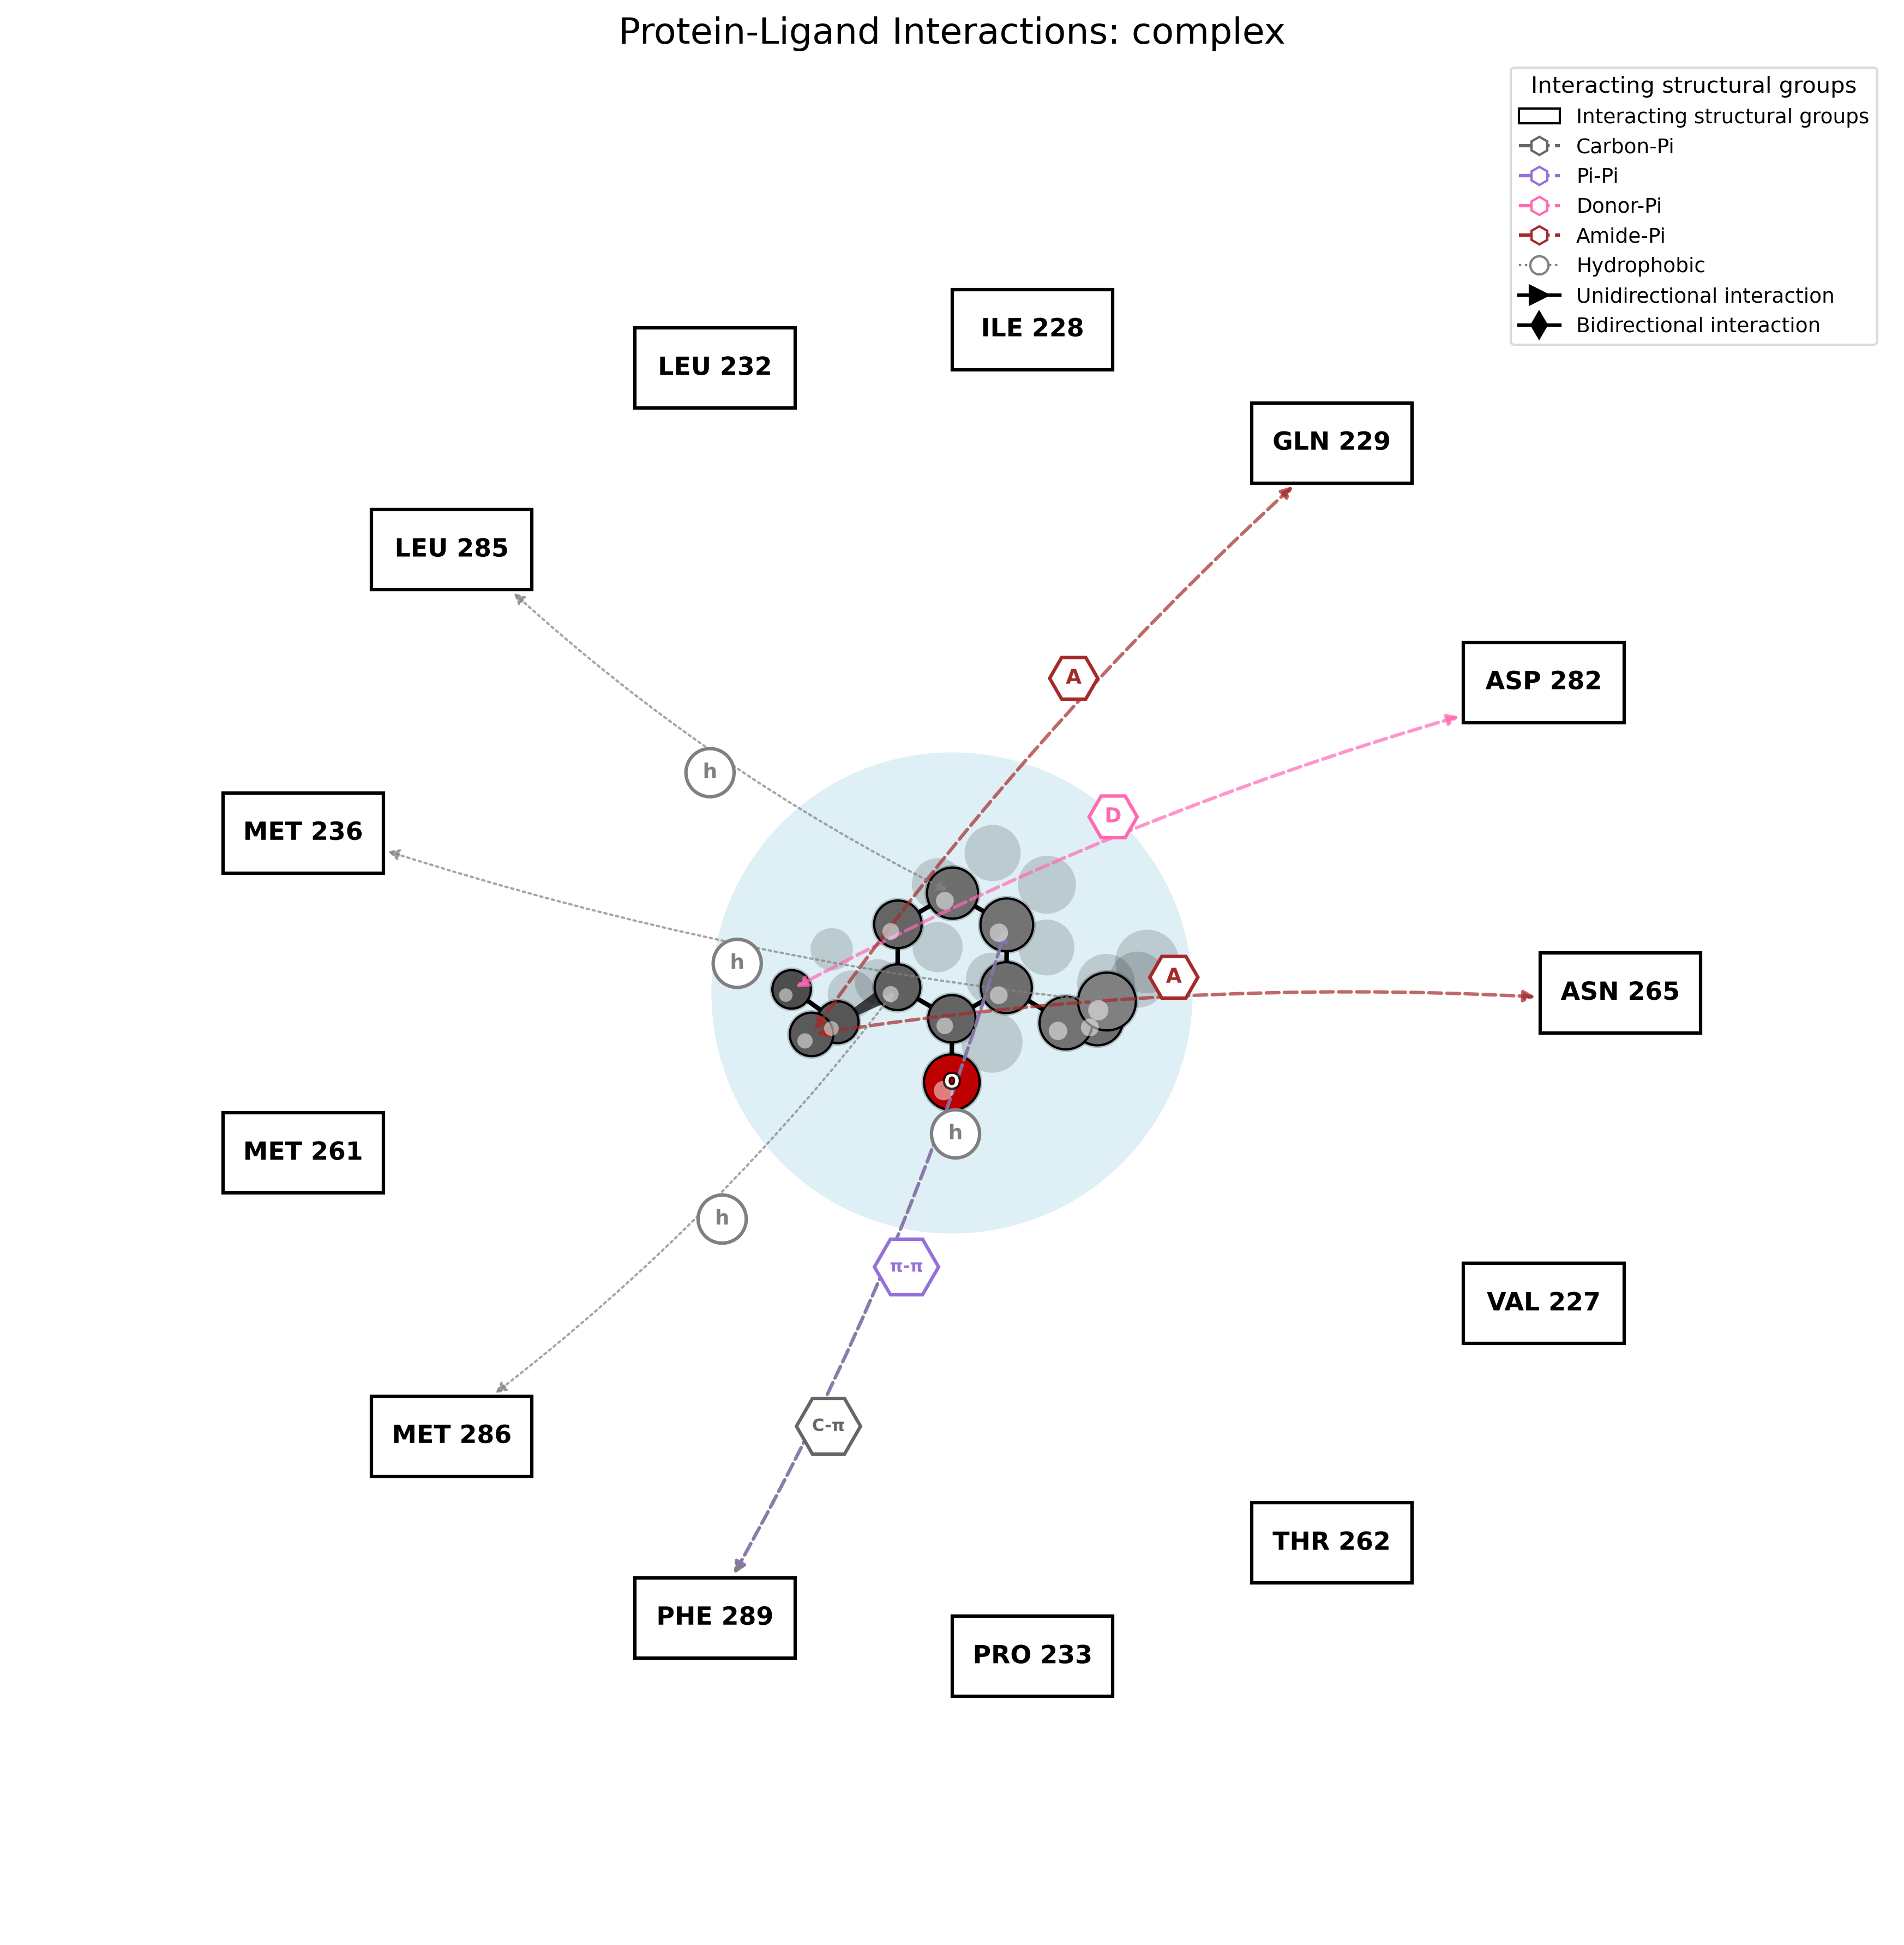 Protein-Ligand Interactions: complex
Interacting structural groups
Interacting structural groups
Carbon-Pi
Pi-Pi
Donor-Pi
Amide-Pi
Hydrophobic
Unidirectional interaction
Bidirectional interaction
ILE 228
LEU 232
GLN 229
LEU 285
A
ASP 282
h
D
MET 236
h
A
ASN 265
O
h
MET 261
h
π-π
VAL 227
C-π
MET 286
THR 262
PHE 289
PRO 233